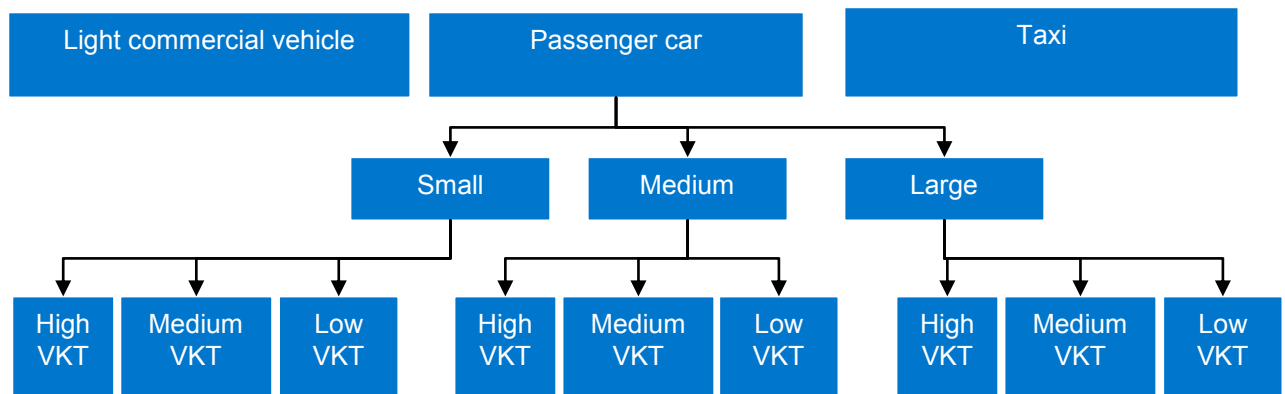 Light commercial vehicle
Passenger car
Taxi
Small
Medium
Large
High
VKT
Medium
VKT
Low
VKT
High
VKT
Medium
VKT
Low
VKT
High
VKT
Medium
VKT
Low
VKT